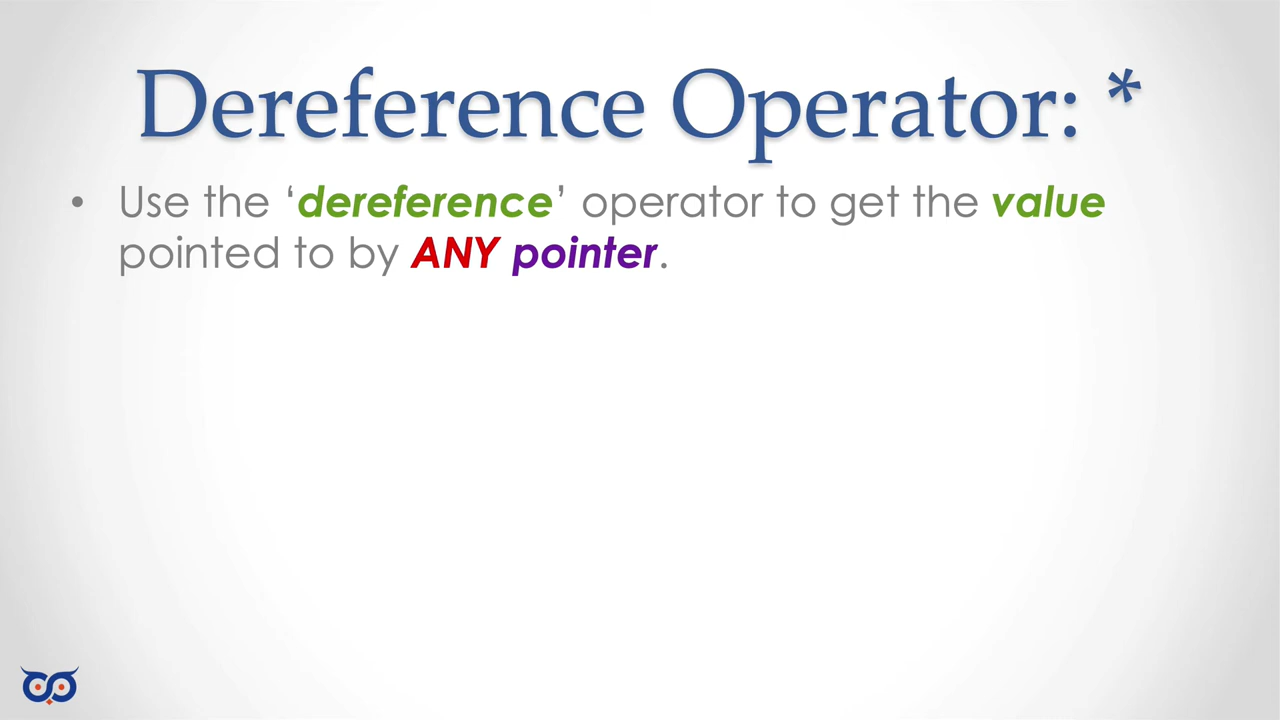 Dereference Operator: *
• Use the ‘dereference’ operator to get the value
pointed to by ANY pointer.